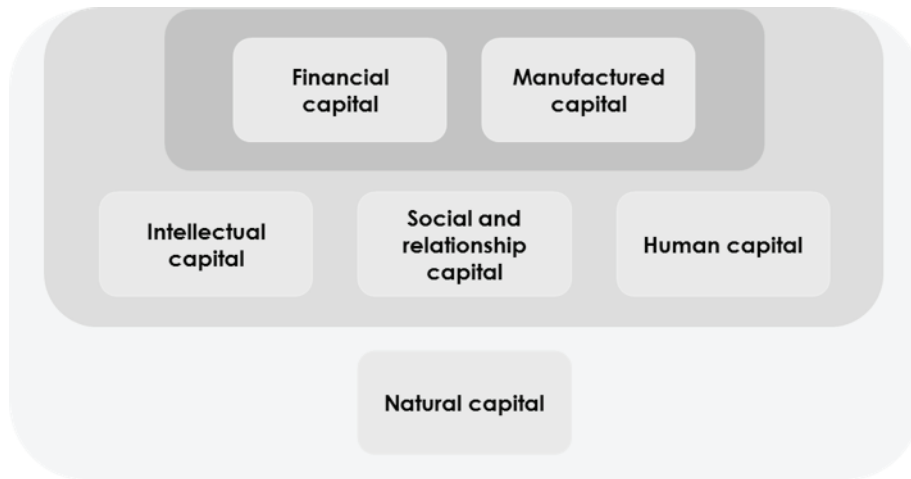 Financial
capital
Manufactured
capital
Intellectual
capital
Social and
relationship
capital
Human capital
Natural capital